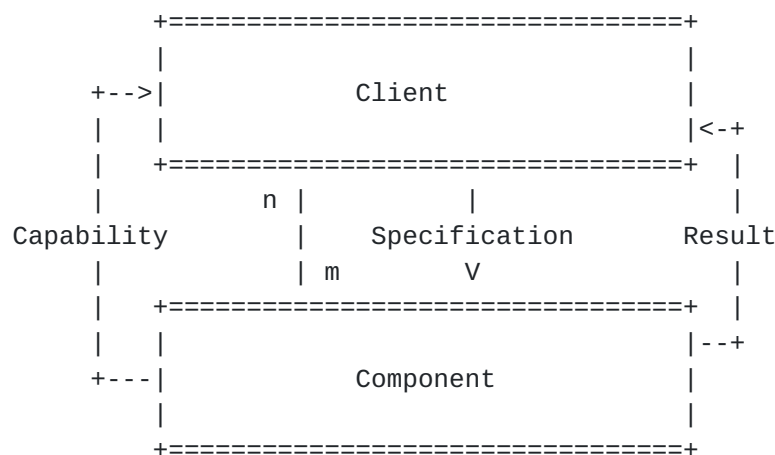 Client
n
Capability Specification Result
m V
Component